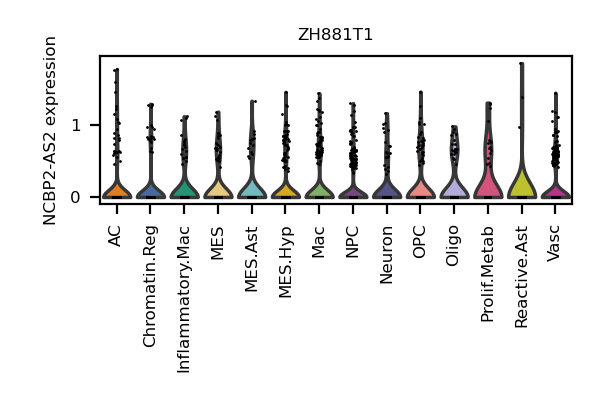 ZH881T1
NCBP2-AS2 expression
1
0
AC
Chromatin.Reg
Inflammatory.Mac
MES
MES.Ast
MES.Hyp
Mac
NPC
Neuron
OPC
Oligo
Prolif.Metab
Reactive.Ast
Vasc